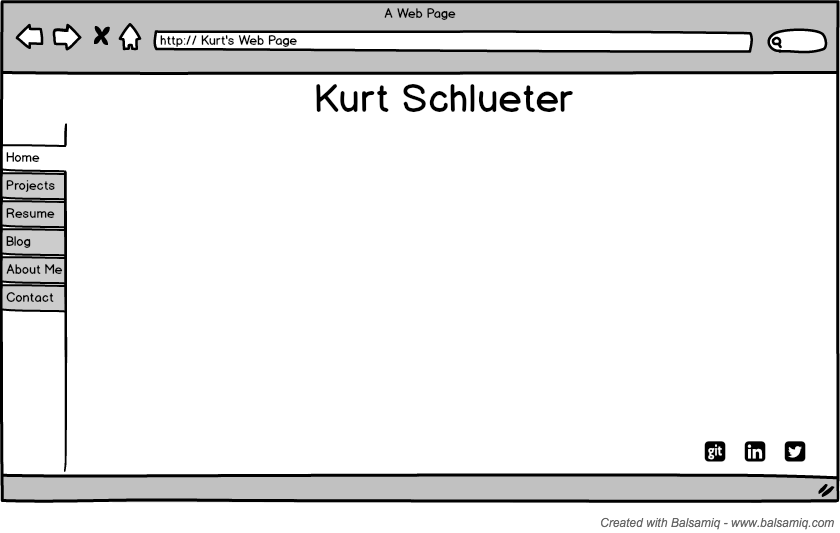 A Web Page
http:// Kurt's Web Page
Kurt Schlueter
Home
Projects
Resume
Blog
About Me
Contact
git
in
Created with Balsamiq - www.balsamiq.com